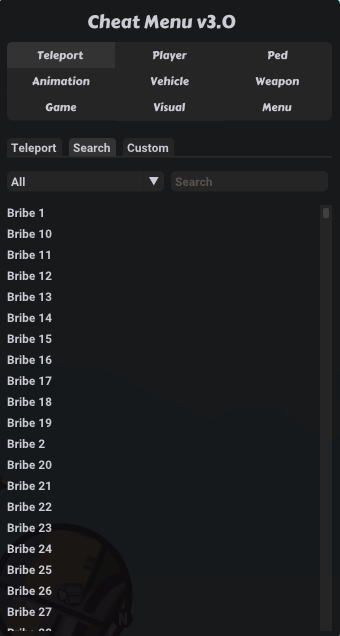 Cheat Menu v3.0
Teleport Player Ped
Animation Vehicle Weapon
Game Visual Menu
Teleport Search Custom
All Search
Bribe 1
Bribe 10
Bribe 11
Bribe 12
Bribe 13
Bribe 14
Bribe 15
Bribe 16
Bribe 17
Bribe 18
Bribe 19
Bribe 2
Bribe 20
Bribe 21
Bribe 22
Bribe 23
Bribe 24
Bribe 25
Bribe 26
Bribe 27
N